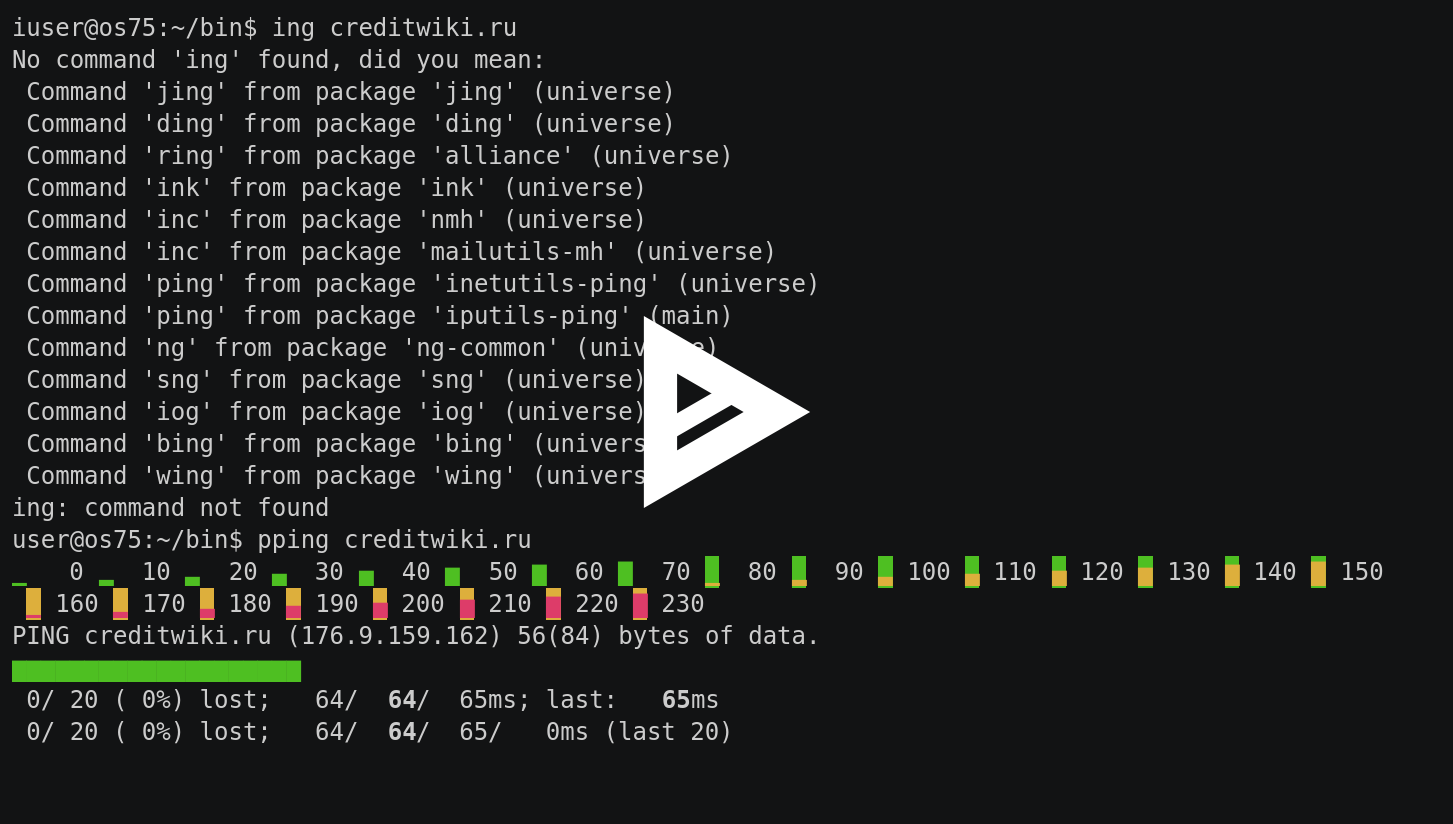 iuser@os75:~/bin$ ing creditwiki.ru
No command 'ing' found, did you mean:
 Command 'jing' from package 'jing' (universe)
 Command 'ding' from package 'ding' (universe)
 Command 'ring' from package 'alliance' (universe)
 Command 'ink' from package 'ink' (universe)
 Command 'inc' from package 'nmh' (universe)
 Command 'inc' from package 'mailutils-mh' (universe)
 Command 'ping' from package 'inetutils-ping' (universe)
 Command 'ping' from package 'iputils-ping' (main)
 Command 'ng' from package 'ng-common'
 Command 'sng' from package 'sng' (universe)
 Command 'iog' from package 'iog' (universe)
 Command 'bing' from package 'bing'
 Command 'wing' from package 'wing'
ing: command not found
user@os75:~/bin$ pping creditwiki.ru
0 10 20 30 40 50 60 70 80 90 100 110 120 130 140 150
160 170 180 190 200 210 220 230
PING creditwiki.ru (176.9.159.162) 56(84) bytes of data.
 0/ 20 ( 0%) lost;   64/  64/  65ms; last:   65ms
 0/ 20 ( 0%) lost;   64/  64/  65/   0ms (last 20)